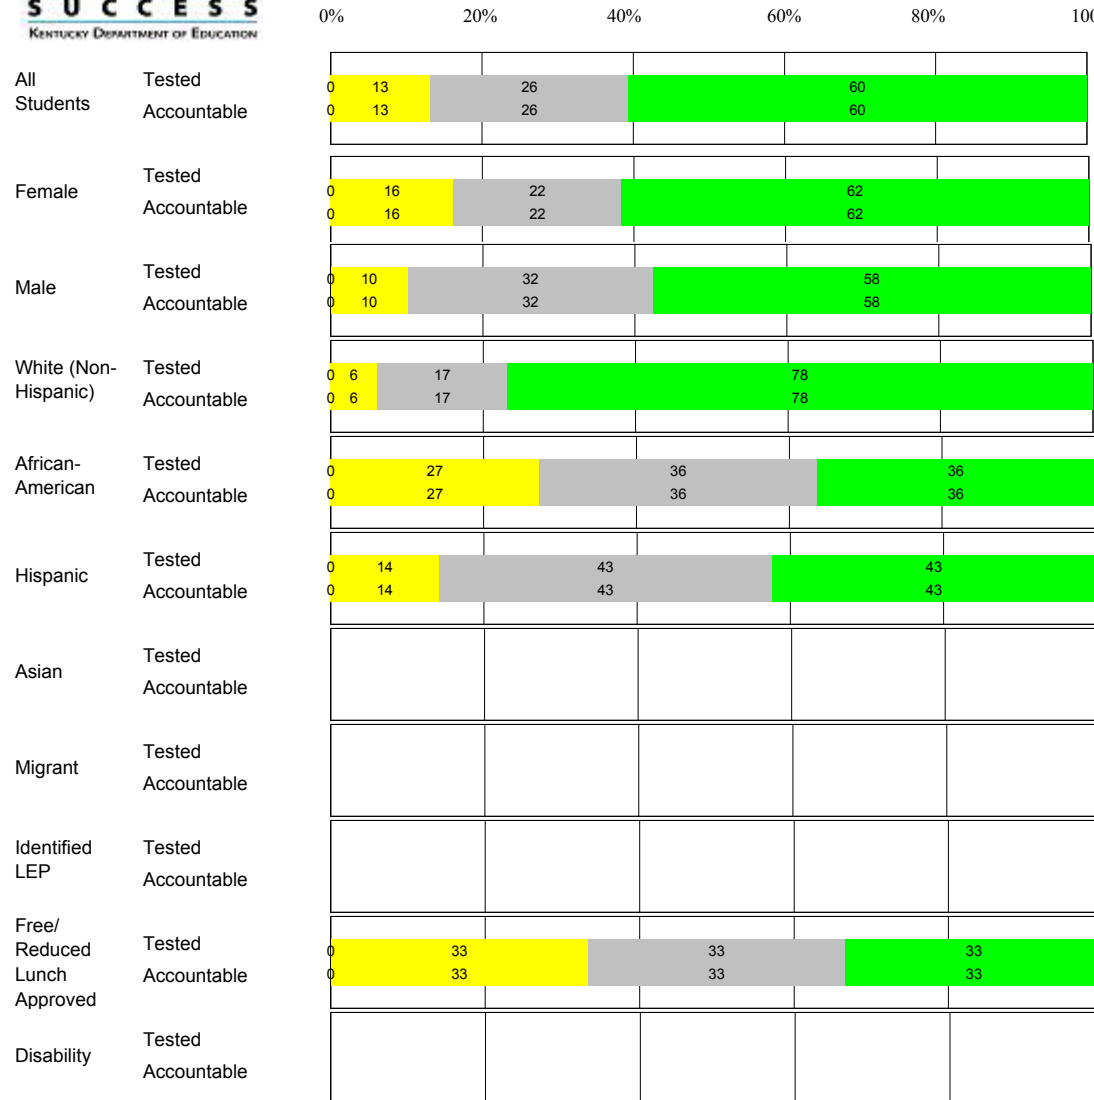 SUCCESS
KENTUCKY DEPARTMENT OF EDUCATION
0% 20% 40% 60% 80% 100
All Students Tested 0 13 26 60
Accountable 0 13 26 60
Female Tested 0 16 22 62
Accountable 0 16 22 62
Male Tested 0 10 32 58
Accountable 0 10 32 58
White (Non-
Hispanic) Tested 0 6 17 78
Accountable 0 6 17 78
African-
American Tested 0 27 36 36
Accountable 0 27 36 36
Hispanic Tested 0 14 43 43
Accountable 0 14 43 43
Asian Tested
Accountable
Migrant Tested
Accountable
Identified
LEP Tested
Accountable
Free/
Reduced
Lunch
Approved Tested 0 33 33 33
Accountable 0 33 33 33
Disability Tested
Accountable